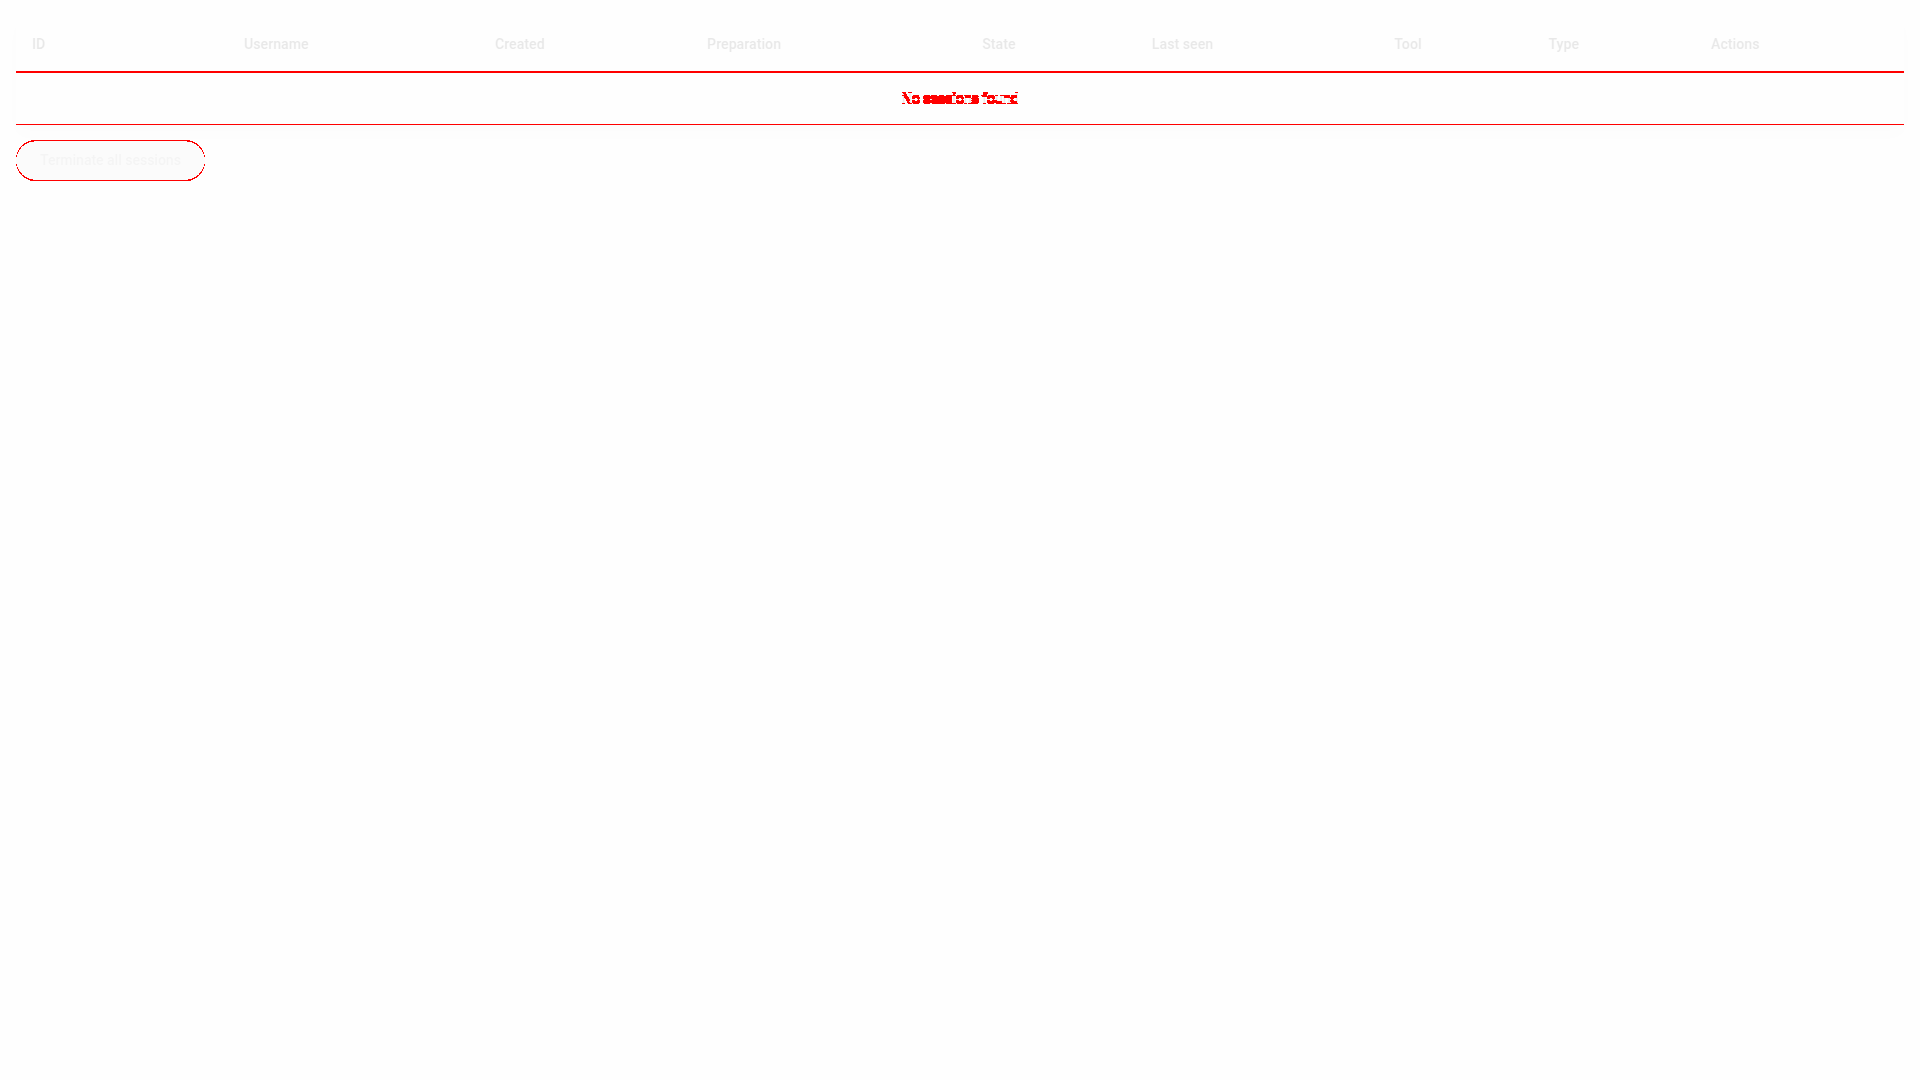 ID Username Created Preparation State Last seen Tool Type Actions
No sessions found
Terminate all sessions